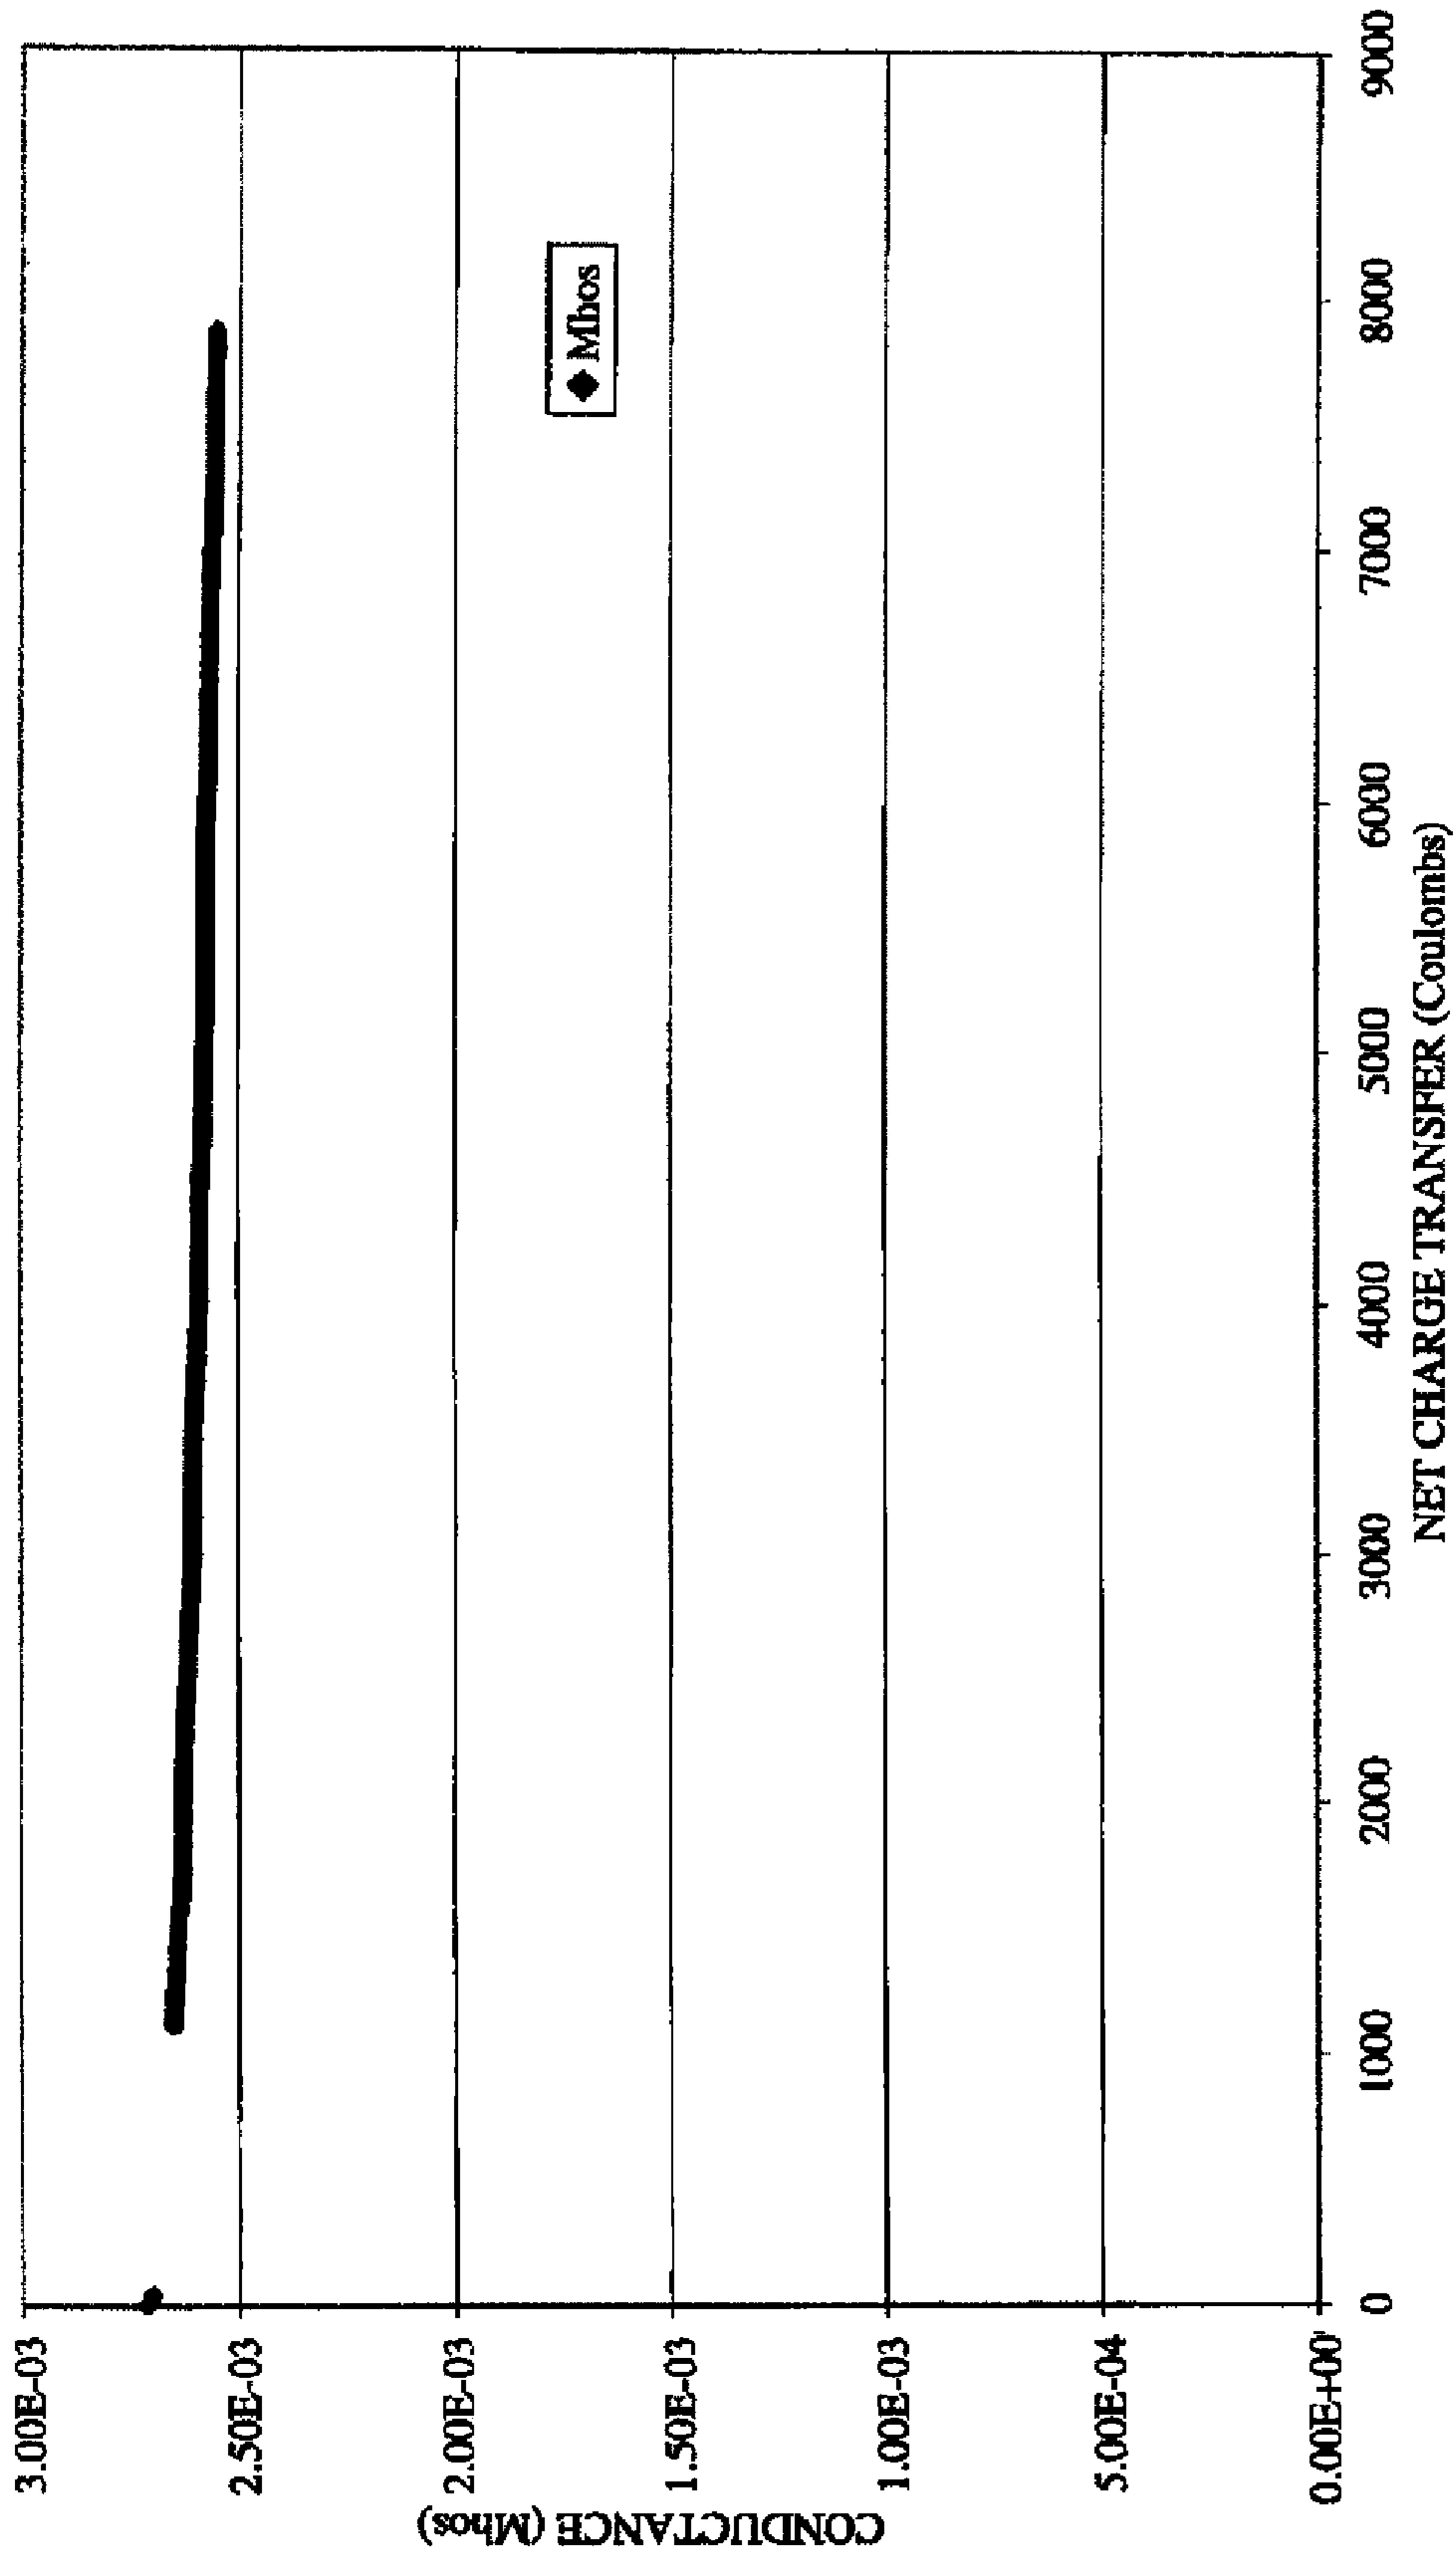 CONDUCTANCE (Mhos)
3.00E-03
2.50E-03
2.00E-03
1.50E-03
1.00E-03
5.00E-04
0.00E+00
Mhos
0 1000 2000 3000 4000 5000 6000 7000 8000 9000
NET CHARGE TRANSFER (Coulombs)